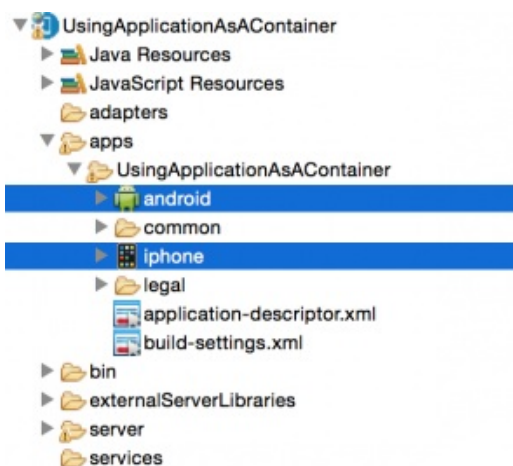 UsingApplicationAsAContainer
Java Resources
JavaScript Resources
adapters
apps
UsingApplicationAsAContainer
android
common
iphone
legal
application-descriptor.xml
build-settings.xml
bin
externalServerLibraries
server
services